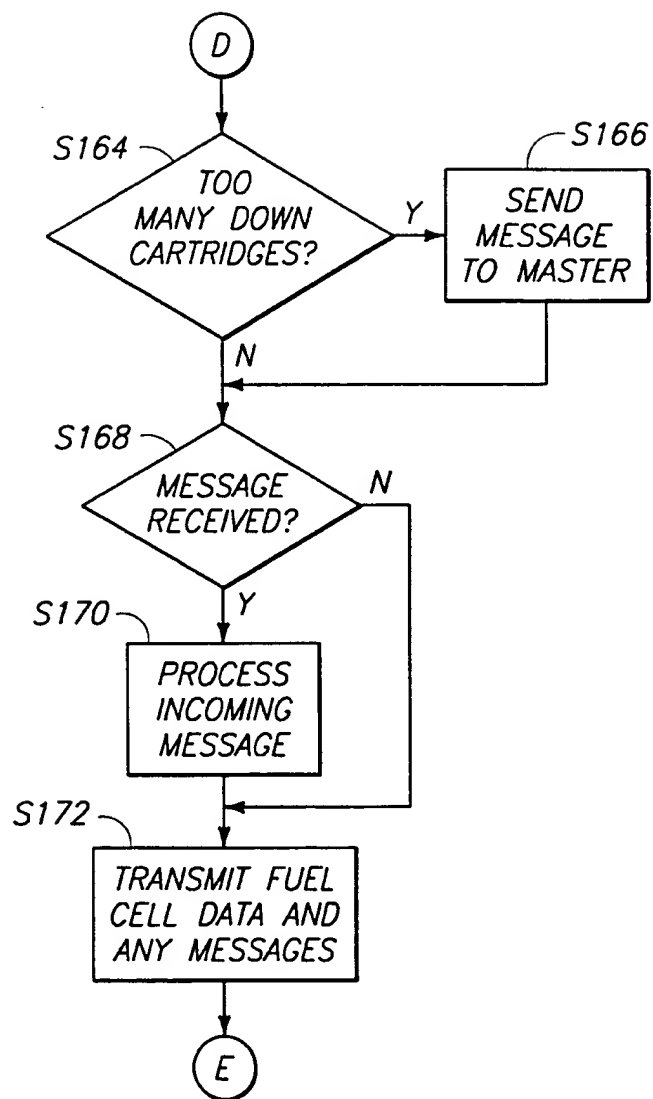 D
S164
TOO
MANY DOWN
CARTRIDGES?
Y
S166
SEND
MESSAGE
TO MASTER
N
S168
MESSAGE
RECEIVED?
N
Y
S170
PROCESS
INCOMING
MESSAGE
S172
TRANSMIT FUEL
CELL DATA AND
ANY MESSAGES
E